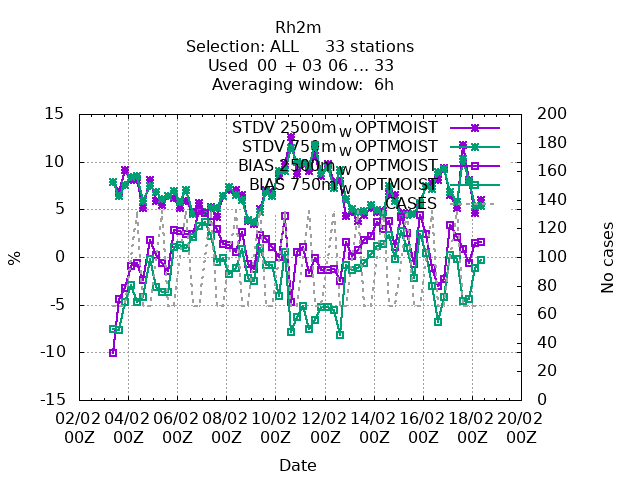 Rh2m
Selection: ALL 33 stations
Used 00 + 03 06 ... 33
Averaging window: 6h
STDV 2500m W OPTMOIST
STDV 750m W OPTMOIST
BIAS 2500m W OPTMOIST
BIAS 750m W OPTMOIST
CASES
15
10
5
0
-5
-10
-15
%
200
180
160
140
120
100
80
60
40
20
0
No cases
02/02 04/02 06/02 08/02 10/02 12/02 14/02 16/02 18/02 20/02
00Z 00Z 00Z 00Z 00Z 00Z 00Z 00Z 00Z 00Z
Date